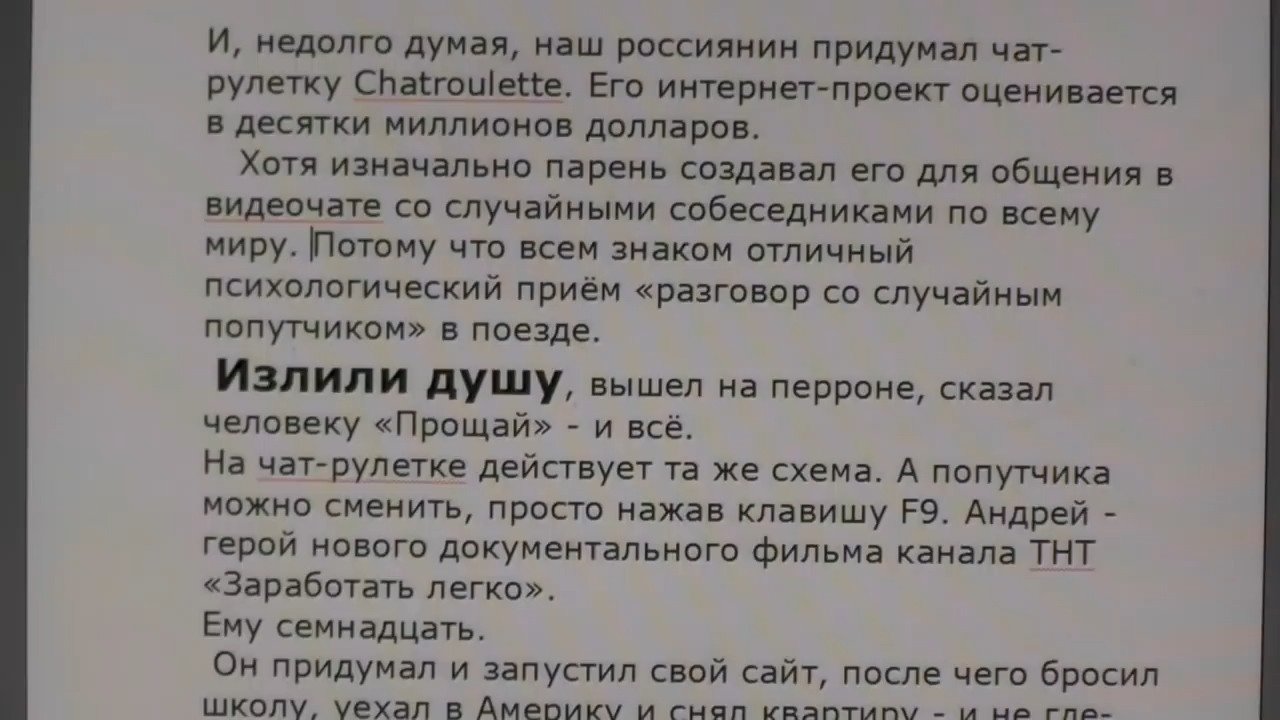 И, недолго думая, наш россиянин придумал чат-
рулетку Chatroulette. Его интернет-проект оценивается
в десятки миллионов долларов.
Хотя изначально парень создавал его для общения в
видеочате со случайными собеседниками по всему
миру. Потому что всем знаком отличный
психологический приём «разговор со случайным
попутчиком» в поезде.
Излили душу, вышел на перроне, сказал
человеку «Прощай» - и всё.
На чат-рулетке действует та же схема. А попутчика
можно сменить, просто нажав клавишу F9. Андрей -
герой нового документального фильма канала ТНТ
«Заработать легко».
Ему семнадцать.
Он придумал и запустил свой сайт, после чего бросил
школу, уехал в Америку и снял квартиру - и не где-